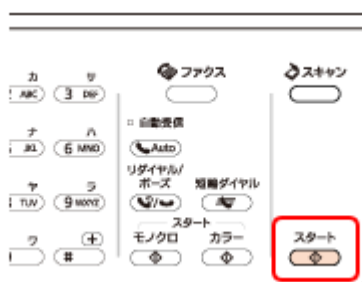 ファクス
スキャン
カ サ
ABC 3 DEF
自動受信
ナ ハ
JKL 6 MNO
Auto
リダイヤル/
ポーズ 短縮ダイヤル
ヤ ラ
TUV 9 WXYZ
スタート
ワ
モノクロ カラー スタート
#